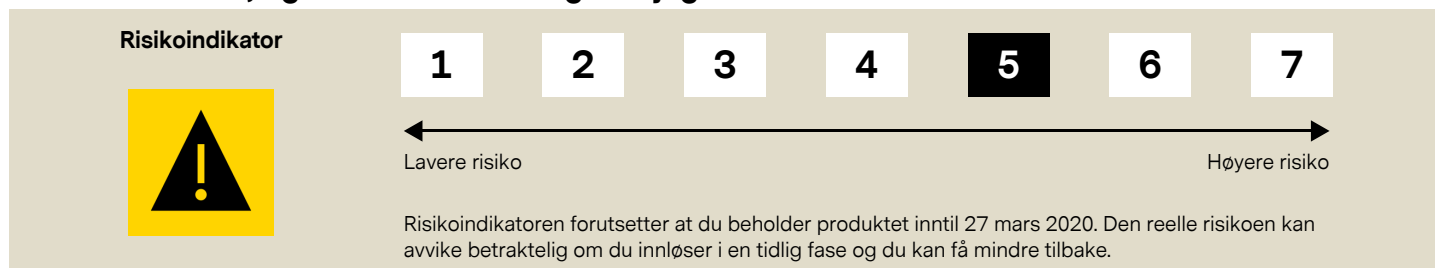 Risikoindikator
1 2 3 4 5 6 7
Lavere risiko Høyere risiko
Risikoindikatoren forutsetter at du beholder produktet inntil 27 mars 2020. Den reelle risikoen kan
avvike betraktelig om du innløser i en tidlig fase og du kan få mindre tilbake.